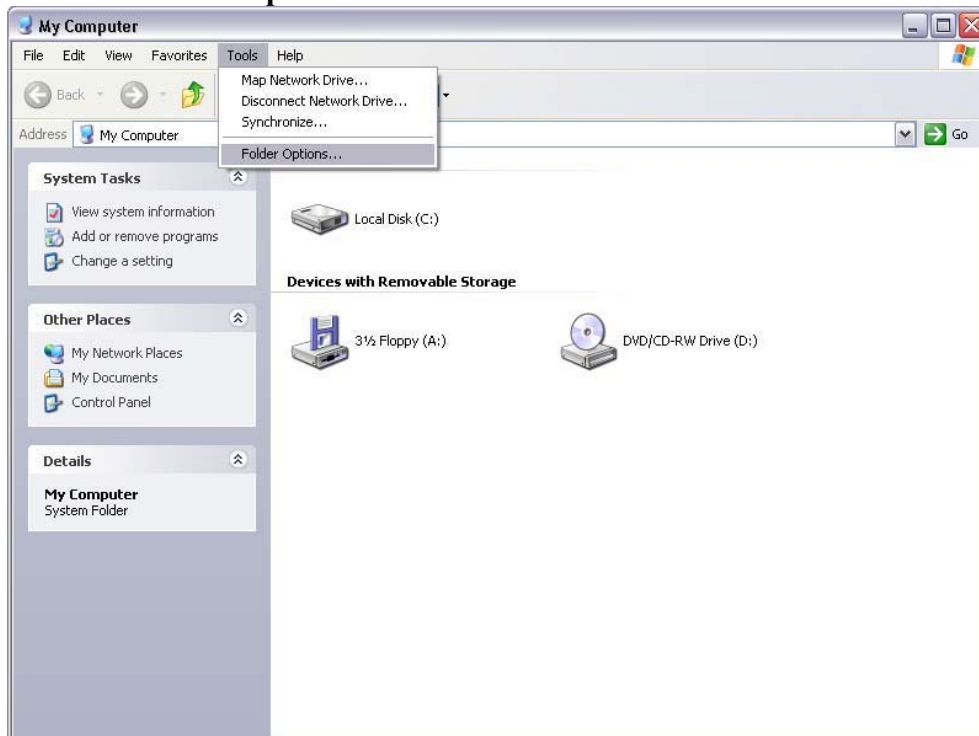 My Computer
File Edit View Favorites Tools Help
Back
Map Network Drive...
Disconnect Network Drive...
Synchronize...
Folder Options...
Address My Computer Go
System Tasks
View system information
Add or remove programs
Change a setting
Other Places
My Network Places
My Documents
Control Panel
Details
My Computer
System Folder
Local Disk (C:)
Devices with Removable Storage
3½ Floppy (A:)
DVD/CD-RW Drive (D:)